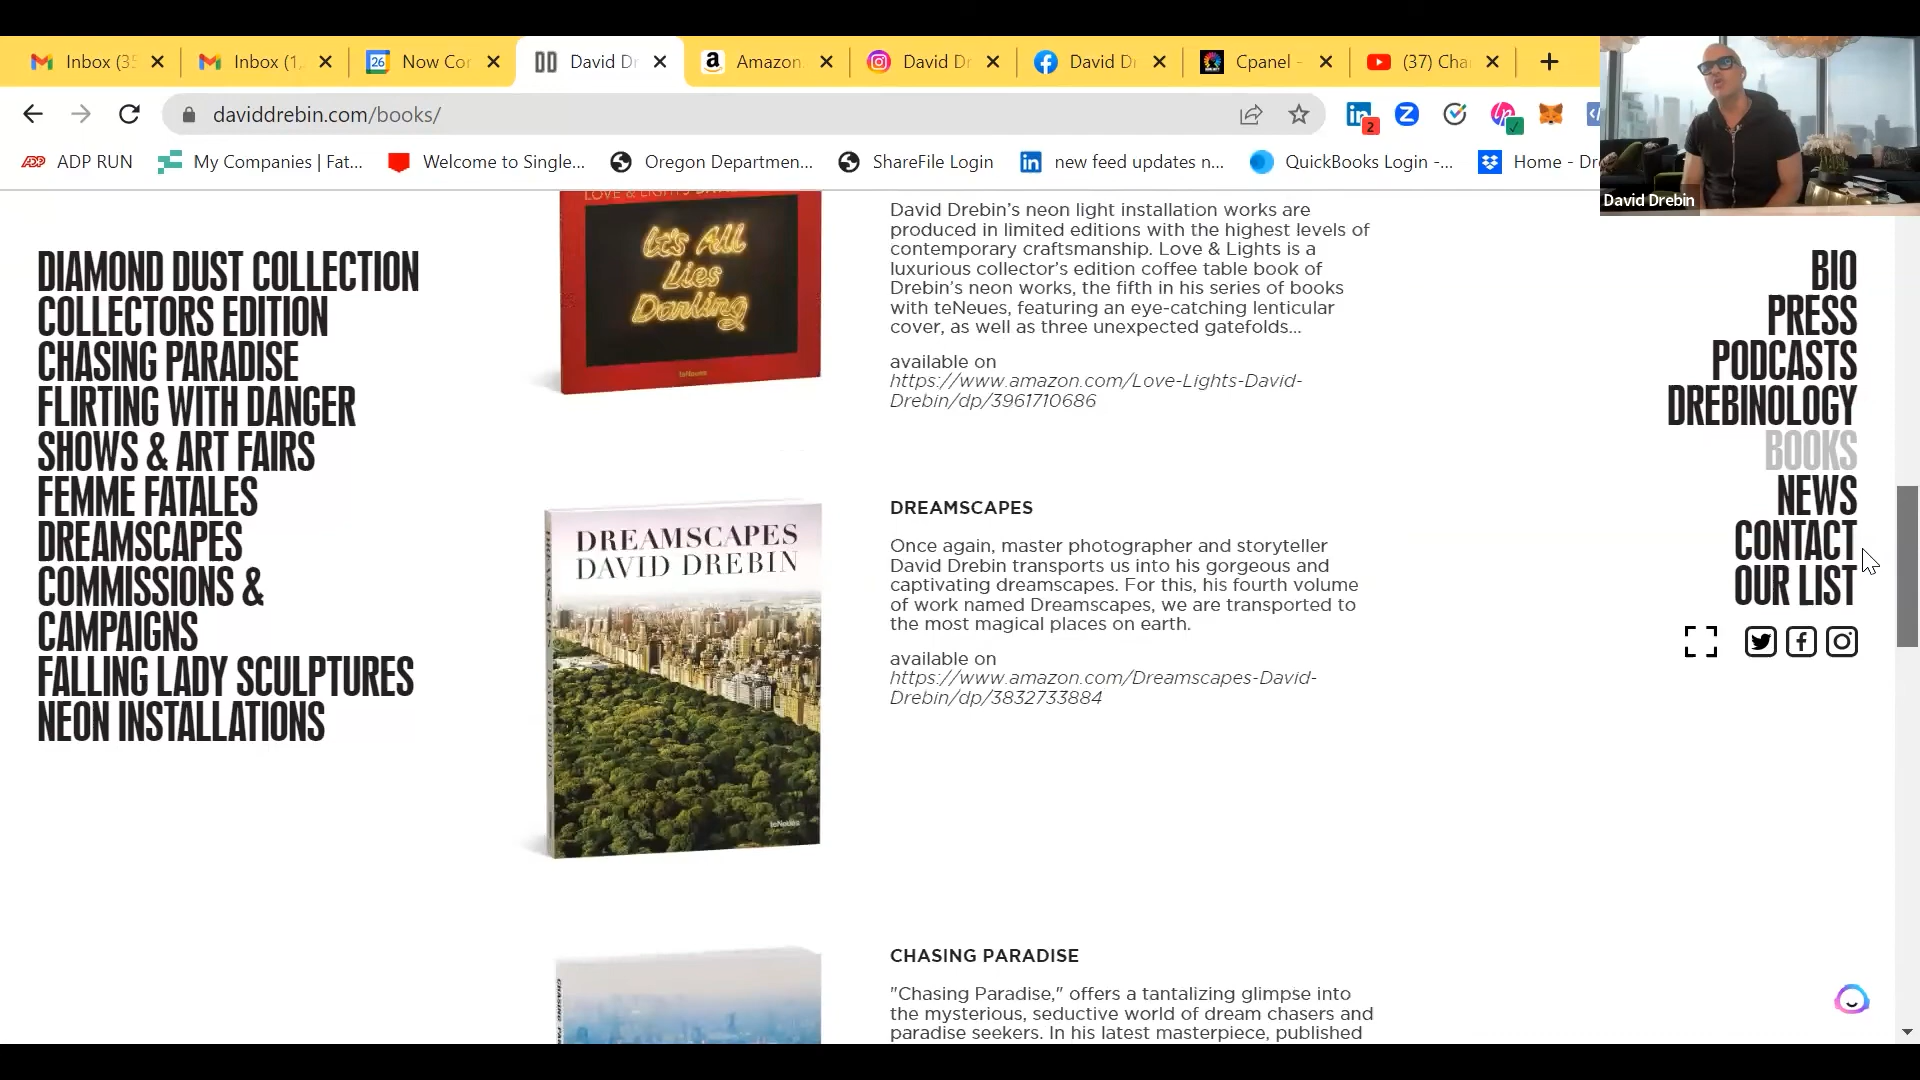 Inbox (35
Inbox (1,
26
Now Cor
David Dr
Amazon
David Dr
David Dr
Cpanel -
(37) Cha
daviddrebin.com/books/
2
ADP RUN
My Companies | Fat...
Welcome to Single...
Oregon Departmen...
ShareFile Login
new feed updates n...
QuickBooks Login -...
Home - Dr
David Drebin
DIAMOND DUST COLLECTION
COLLECTORS EDITION
CHASING PARADISE
FLIRTING WITH DANGER
SHOWS & ART FAIRS
FEMME FATALES
DREAMSCAPES
COMMISSIONS &
CAMPAIGNS
FALLING LADY SCULPTURES
NEON INSTALLATIONS
LOVE & LIGHTS
It's All
Lies
Darling
teNeues
David Drebin's neon light installation works are
produced in limited editions with the highest levels of
contemporary craftsmanship. Love & Lights is a
luxurious collector's edition coffee table book of
Drebin's neon works, the fifth in his series of books
with teNeues, featuring an eye-catching lenticular
cover, as well as three unexpected gatefolds...
available on
https://www.amazon.com/Love-Lights-David-
Drebin/dp/3961710686
DREAMSCAPES
DAVID DREBIN
teNeues
DREAMSCAPES
Once again, master photographer and storyteller
David Drebin transports us into his gorgeous and
captivating dreamscapes. For this, his fourth volume
of work named Dreamscapes, we are transported to
the most magical places on earth.
available on
https://www.amazon.com/Dreamscapes-David-
Drebin/dp/3832733884
CHASING PARADISE
"Chasing Paradise," offers a tantalizing glimpse into
the mysterious, seductive world of dream chasers and
paradise seekers. In his latest masterpiece, published
BIO
PRESS
PODCASTS
DREBINOLOGY
BOOKS
NEWS
CONTACT
OUR LIST